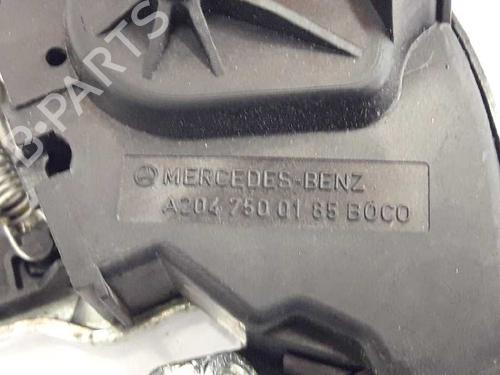 B-PARTS
MERCEDES-BENZ
A204 750 01 85 BÖCO